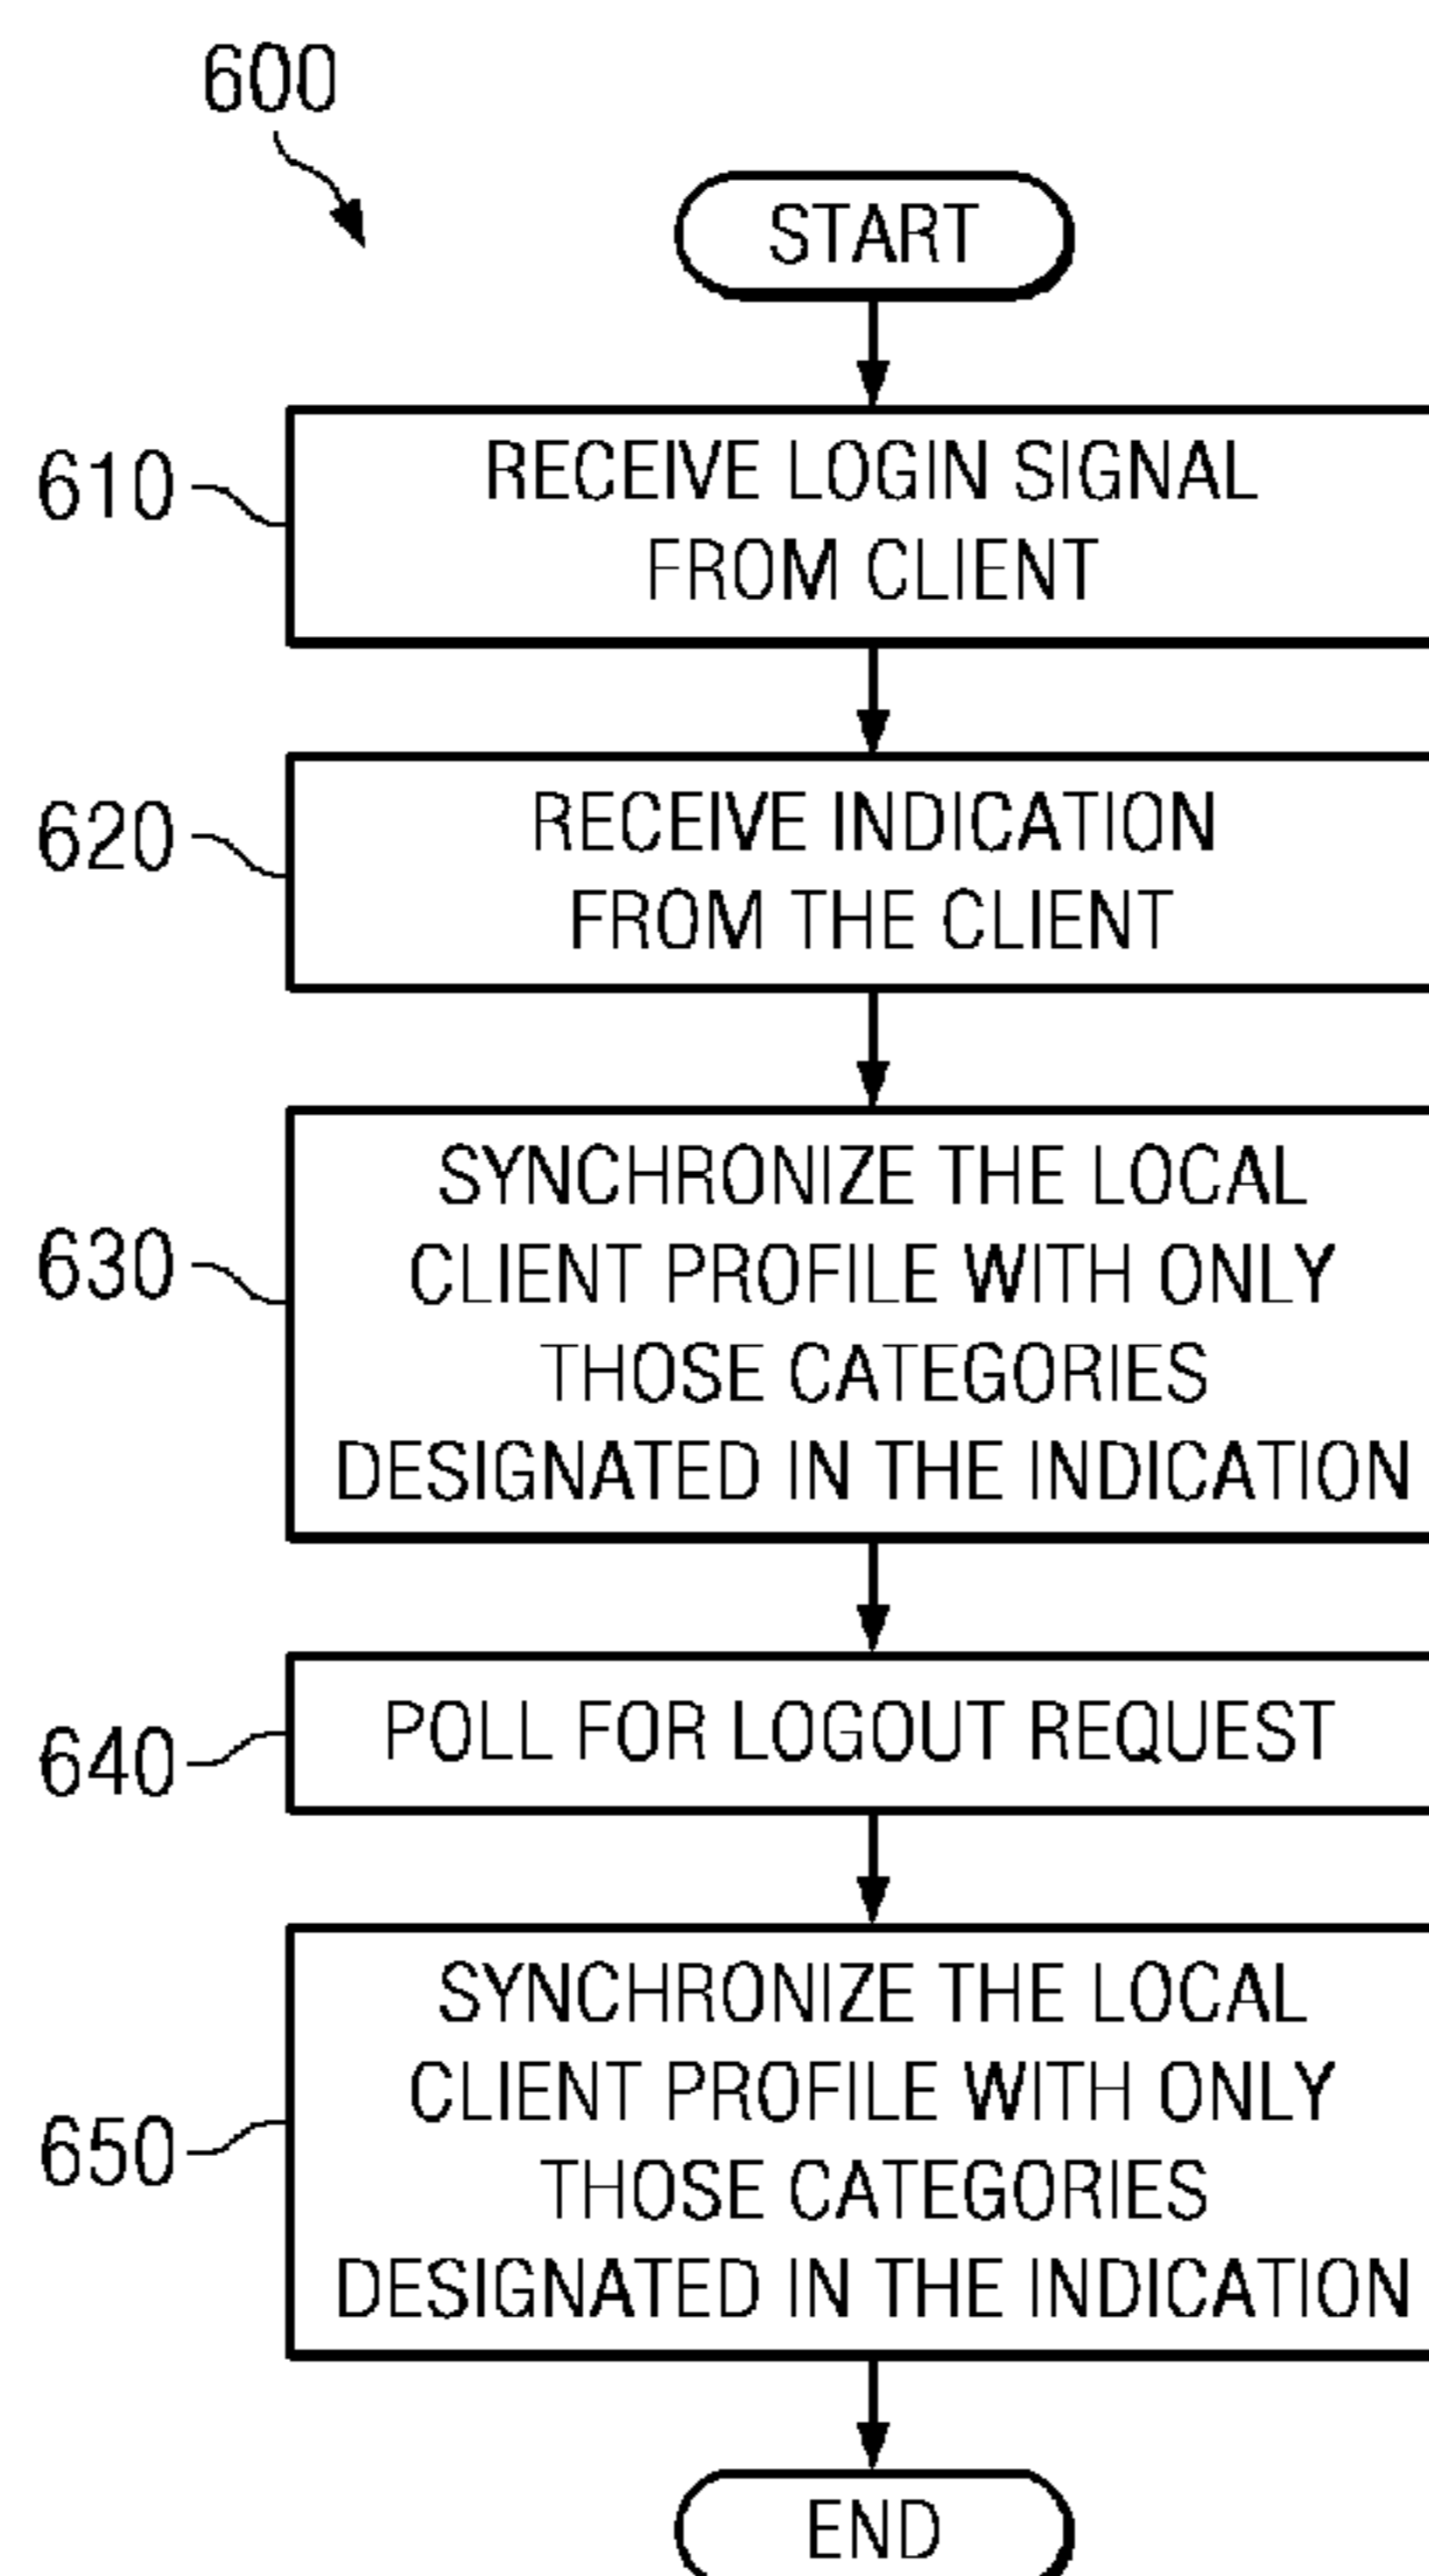 600
START
610
RECEIVE LOGIN SIGNAL
FROM CLIENT
620
RECEIVE INDICATION
FROM THE CLIENT
630
SYNCHRONIZE THE LOCAL
CLIENT PROFILE WITH ONLY
THOSE CATEGORIES
DESIGNATED IN THE INDICATION
640
POLL FOR LOGOUT REQUEST
650
SYNCHRONIZE THE LOCAL
CLIENT PROFILE WITH ONLY
THOSE CATEGORIES
DESIGNATED IN THE INDICATION
END